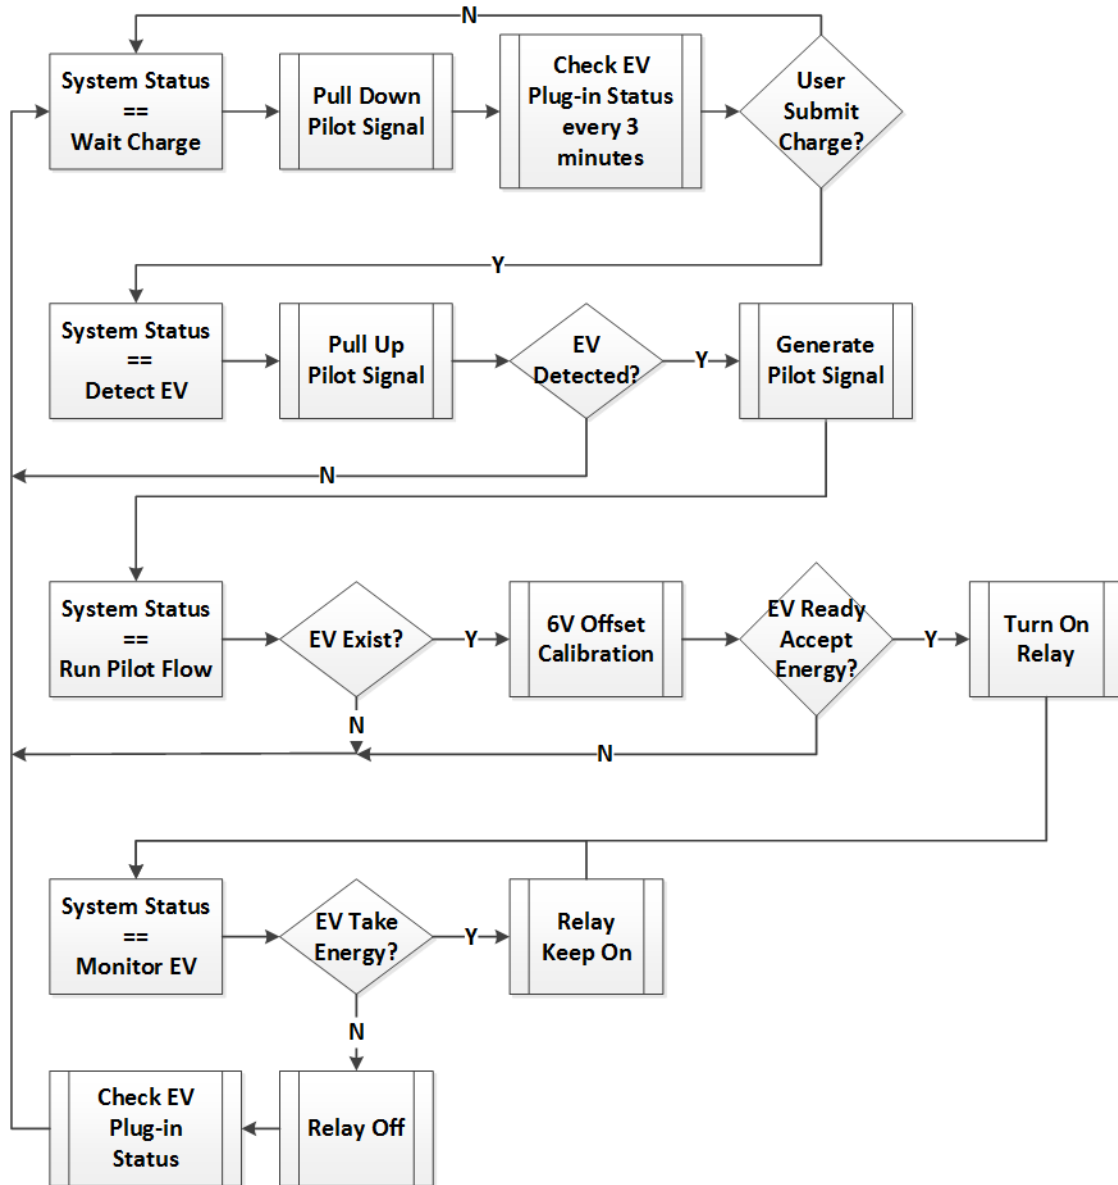 N
System Status
==
Wait Charge
Pull Down
Pilot Signal
Check EV
Plug-in Status
every 3
minutes
User
Submit
Charge?
Y
System Status
==
Detect EV
Pull Up
Pilot Signal
EV
Detected?
Y
Generate
Pilot Signal
N
System Status
==
Run Pilot Flow
EV Exist?
Y
6V Offset
Calibration
EV Ready
Accept
Energy?
Y
Turn On
Relay
N
N
System Status
==
Monitor EV
EV Take
Energy?
Y
Relay
Keep On
N
Check EV
Plug-in
Status
Relay Off